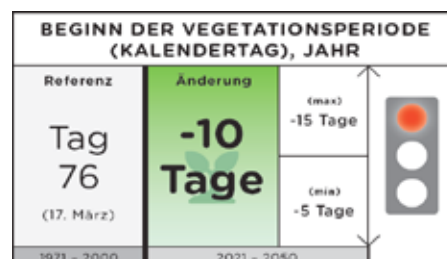 BEGINN DER VEGETATIONSPERIODE
(KALENDERTAG), JAHR
Referenz
Tag
76
(17. März)
1971 – 2000
Änderung
-10
Tage
(max)
-15 Tage
(min)
-5 Tage
2021 – 2050